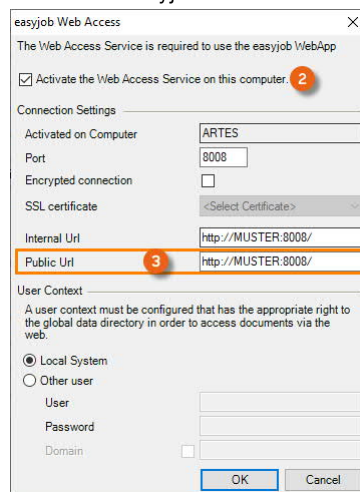 easyjob Web Access
The Web Access Service is required to use the easyjob WebApp
Activate the Web Access Service on this computer. 2
Connection Settings
Activated on Computer ARTES
Port 8008
Encrypted connection
SSL certificate <Select Certificate>
Internal Url http://MUSTER:8008/
Public Url 3 http://MUSTER:8008/
User Context
A user context must be configured that has the appropriate right to
the global data directory in order to access documents via the
web.
Local System
Other user
User
Password
Domain
OK Cancel